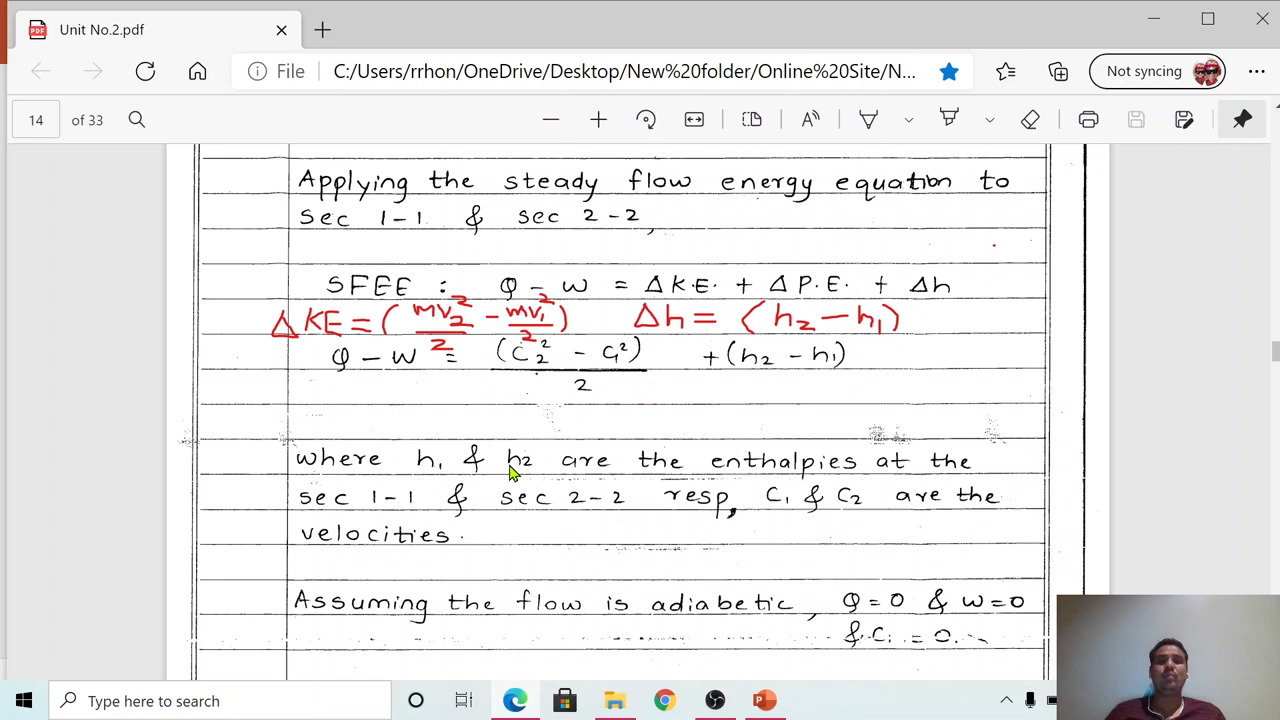 Unit No.2.pdf
File
C:/Users/rrhon/OneDrive/Desktop/New%20folder/Online%20Site/N...
Not syncing
14 of 33
Applying the steady flow energy equation to
sec 1-1 & sec 2-2,
SFEE : Q - W = ΔK.E. + ΔP.E. + Δh
ΔKE = (mv₂²/2 - mv₁²/2) Δh = (h₂ - h₁)
Q - W = (C₂² - C₁²)/2 + (h₂ - h₁)
where h₁ & h₂ are the enthalpies at the
sec 1-1 & sec 2-2 resp, C₁ & C₂ are the
velocities.
Assuming the flow is adiabetic, Q=0 & W=0
& C₁ = 0.
Type here to search